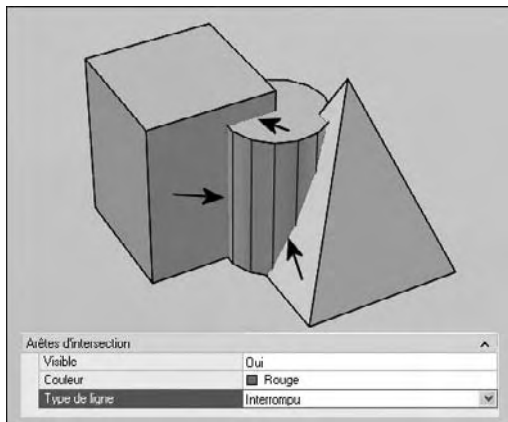 Arêtes d'intersection
Visible Oui
Couleur Rouge
Type de ligne Interrompu